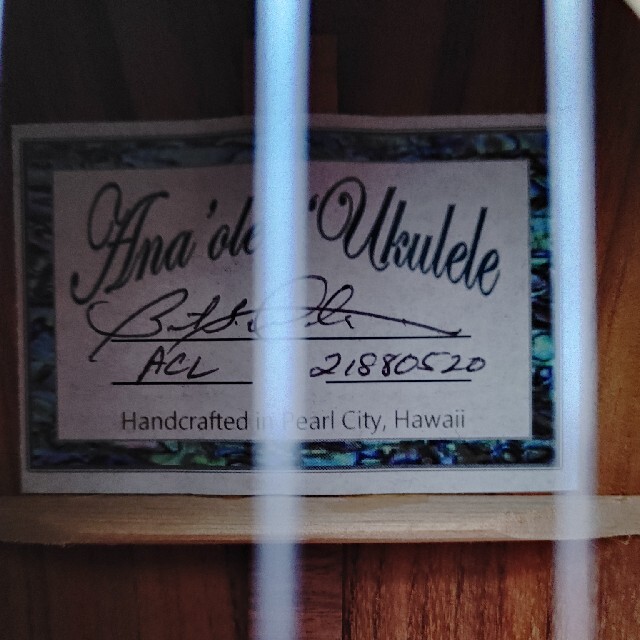 Ana'ole 'Ukulele
ACL 21880520
Handcrafted in Pearl City, Hawaii